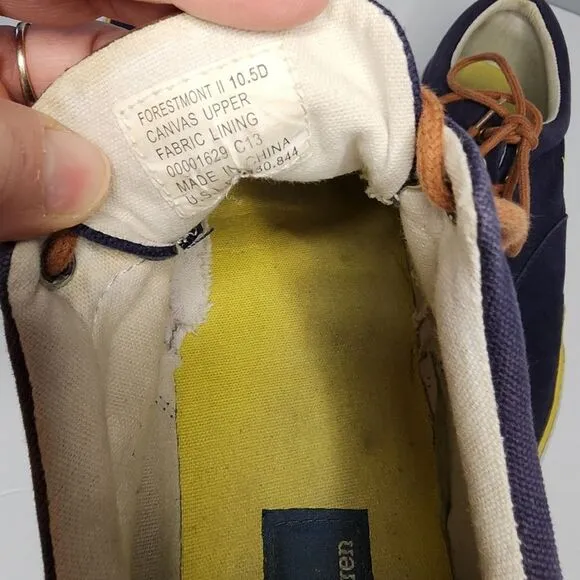 FORESTMONT II 10.5D
CANVAS UPPER
FABRIC LINING
00001629 C13
MADE IN CHINA